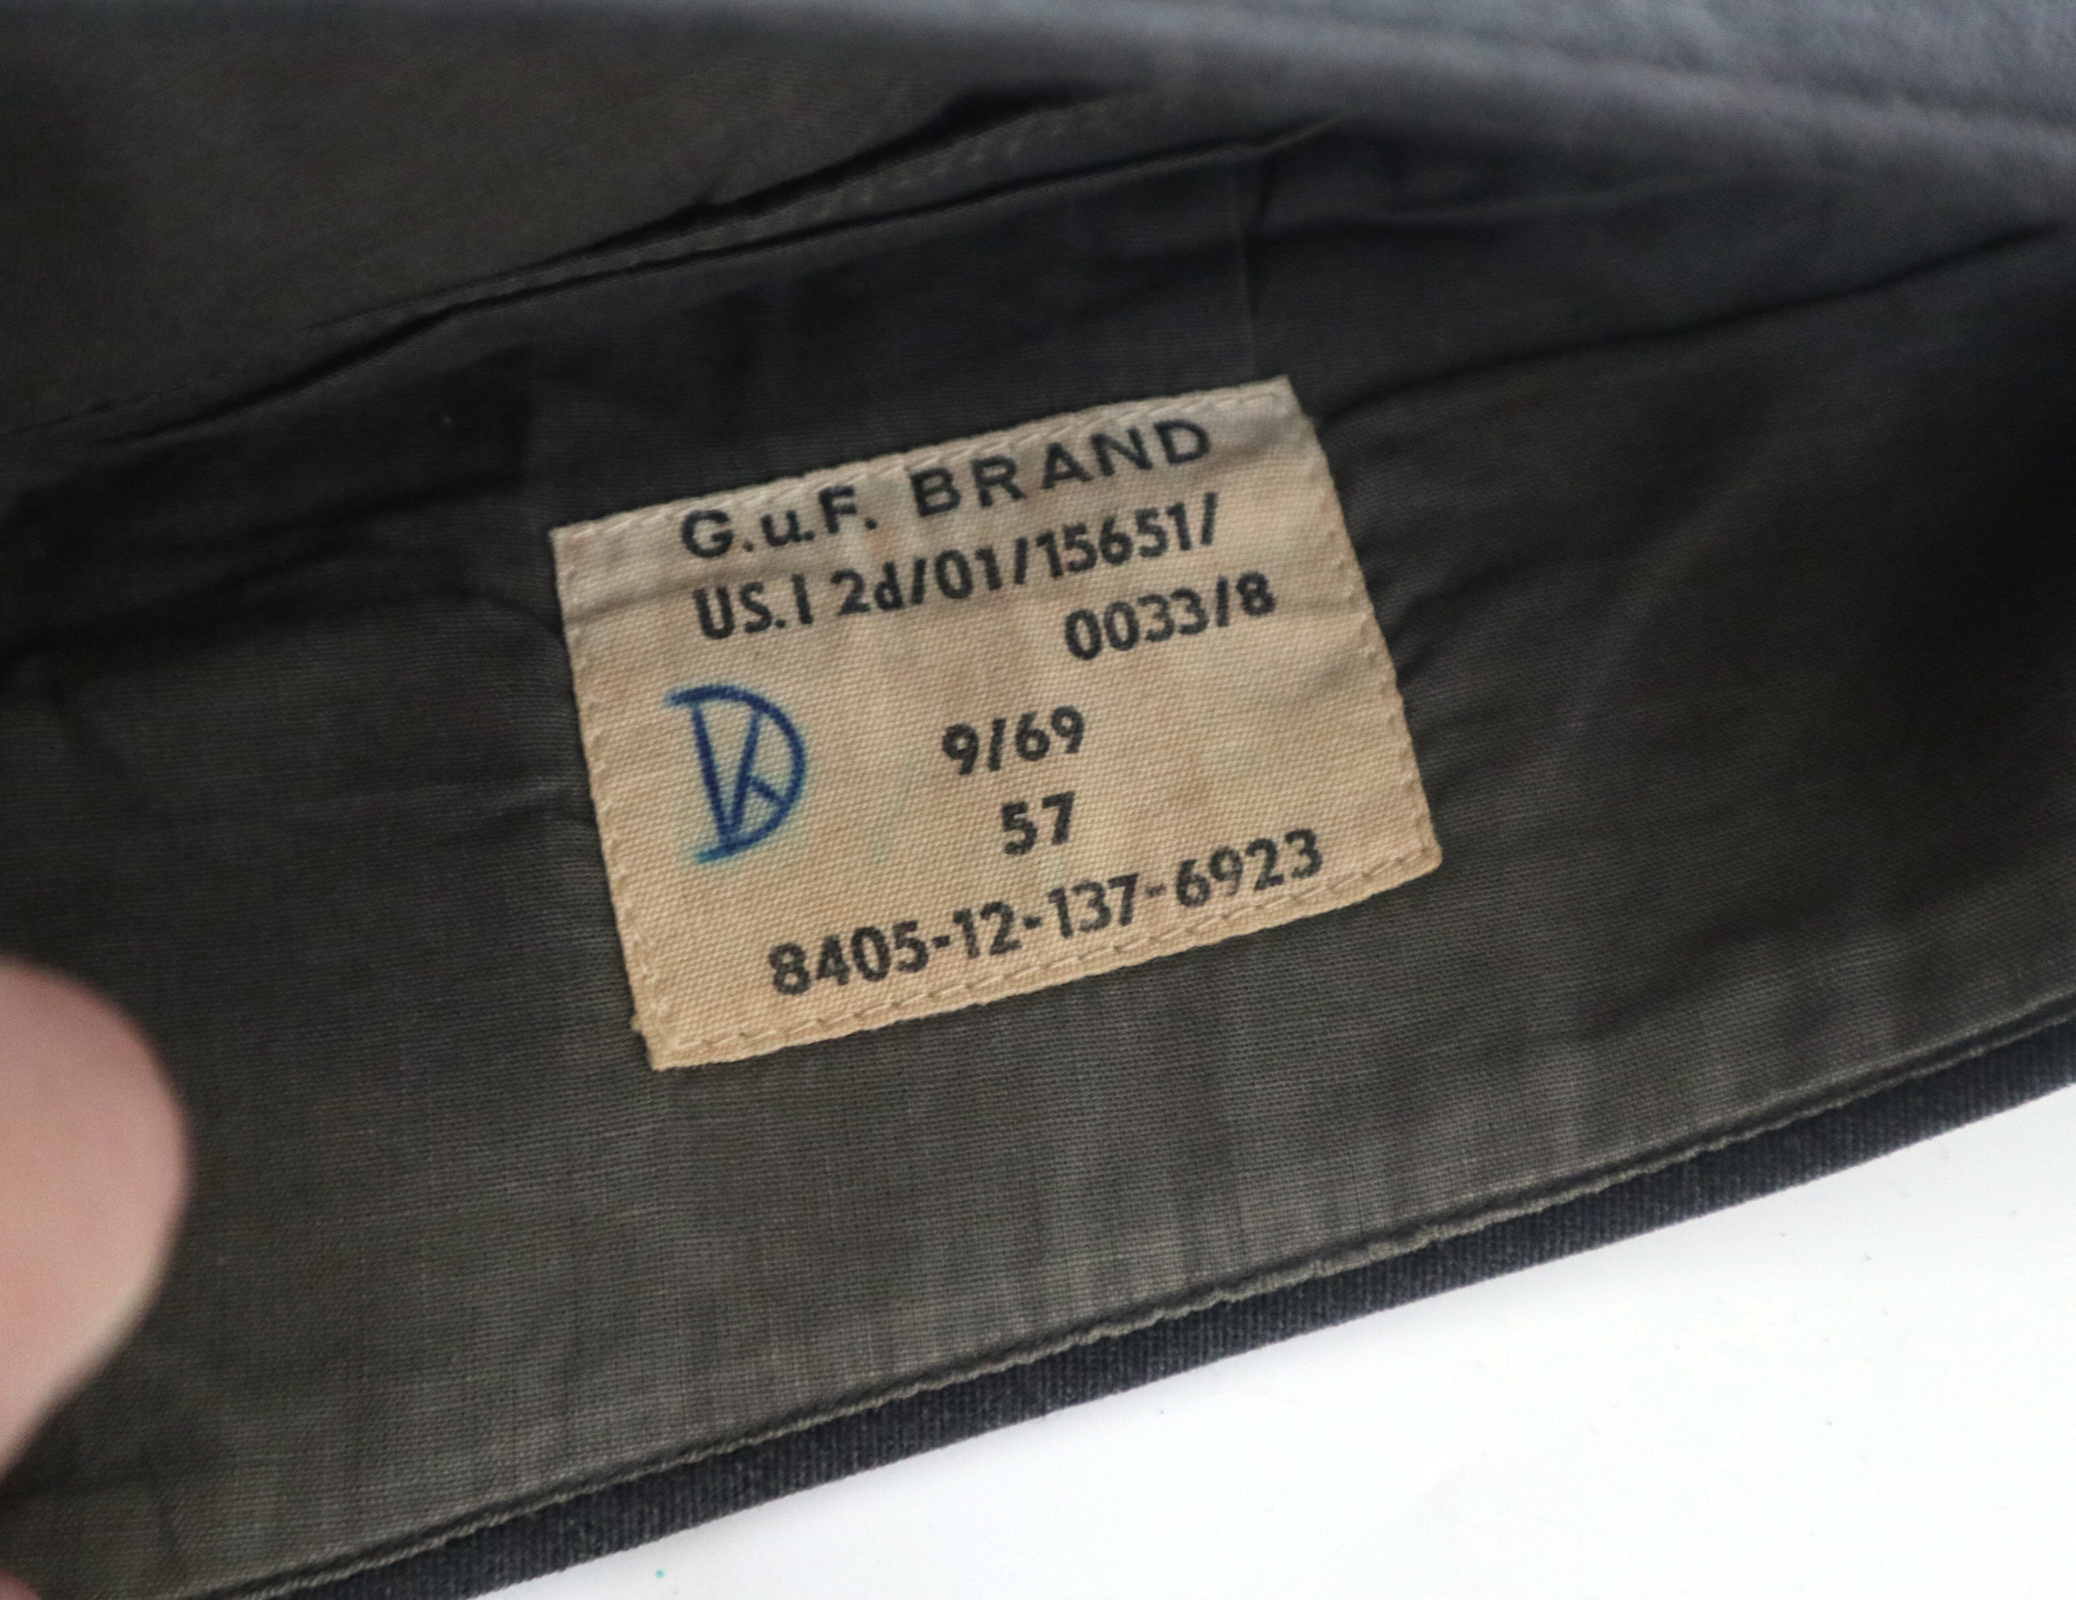 G.u.F. BRAND
US.I 2d/01/15651/
0033/8
9/69
57
8405-12-137-6923